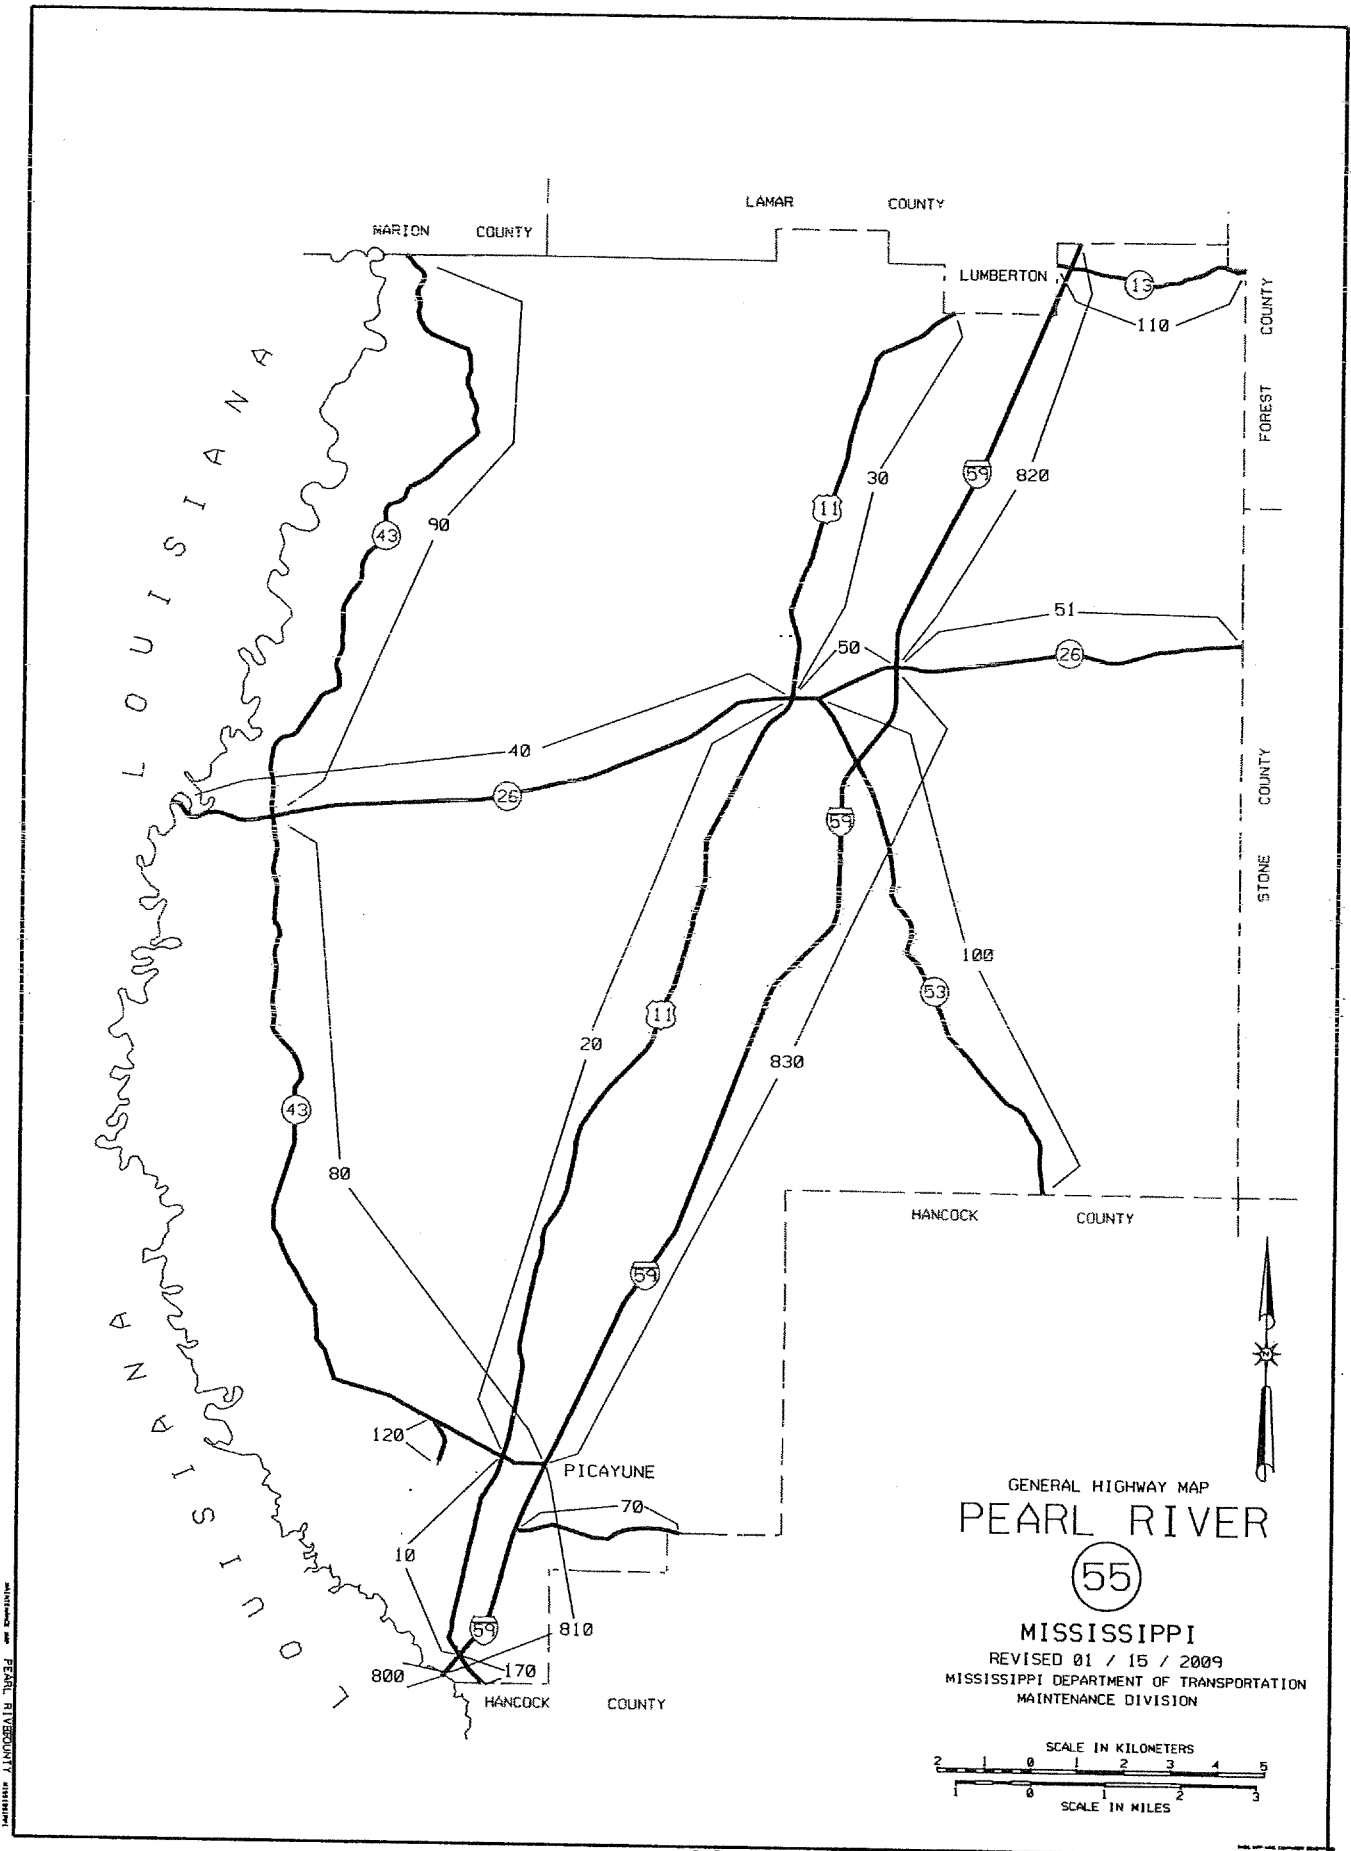 LAMAR COUNTY
MARION COUNTY
LUMBERTON
13
110
FOREST COUNTY
LOUISIANA
30
59
820
11
90
43
51
50
26
40
26
59
STONE COUNTY
100
53
11
20
830
43
80
HANCOCK COUNTY
59
N
120
PICAYUNE
70
10
59
810
800
170
HANCOCK COUNTY
LOUISIANA
GENERAL HIGHWAY MAP
PEARL RIVER
55
MISSISSIPPI
REVISED 01 / 15 / 2009
MISSISSIPPI DEPARTMENT OF TRANSPORTATION
MAINTENANCE DIVISION
SCALE IN KILOMETERS
2 1 0 1 2 3 4 5
1 0 1 2 3
SCALE IN MILES
MAINTENANCE MAP PEARL RIVER